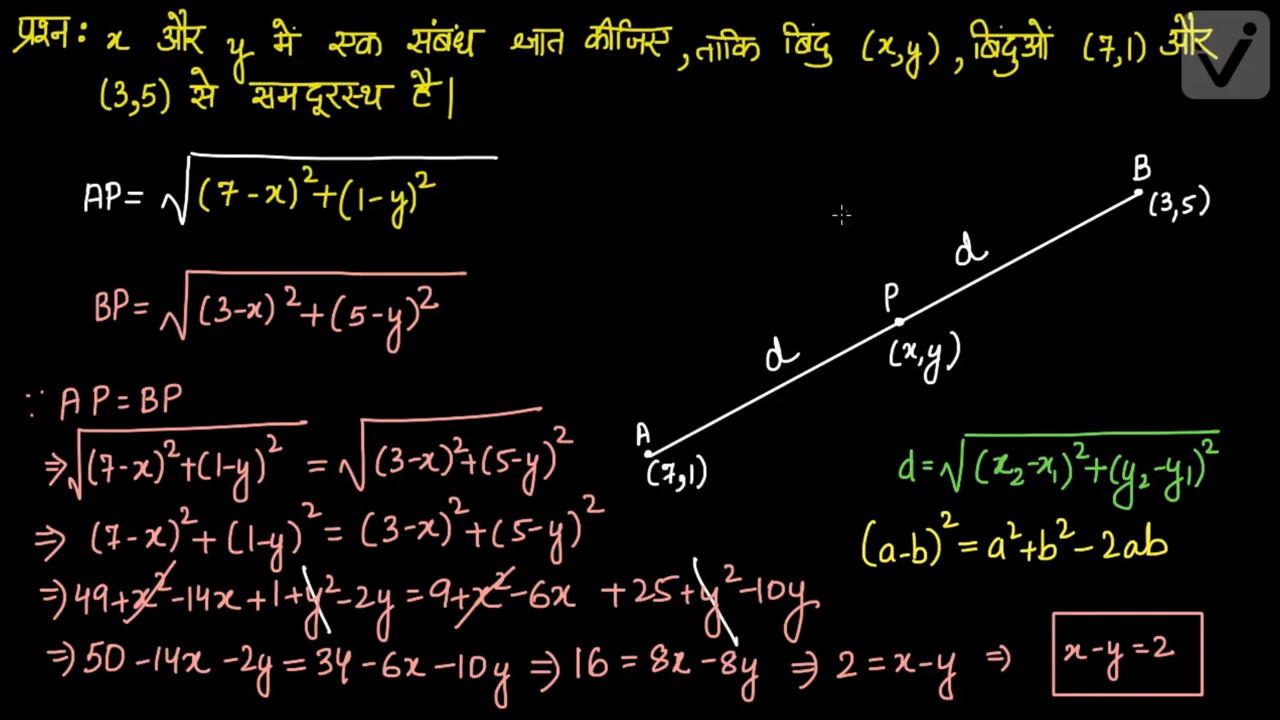 प्रश्न: x और y में एक संबंध ज्ञात कीजिए, ताकि बिंदु (x,y), बिंदुओं (7,1) और
(3,5) से समदूरस्थ है।
AP = √((7-x)²+(1-y)²)
BP = √((3-x)²+(5-y)²)
∵ AP = BP
⇒ √((7-x)²+(1-y)²) = √((3-x)²+(5-y)²)
⇒ (7-x)²+(1-y)² = (3-x)²+(5-y)²
⇒ 49+x²-14x+1+y²-2y = 9+x²-6x+25+y²-10y
⇒ 50-14x-2y = 34-6x-10y ⇒ 16 = 8x-8y ⇒ 2 = x-y ⇒ x-y=2
B
(3,5)
d
P
(x,y)
d
A
(7,1)
d = √((x₂-x₁)²+(y₂-y₁)²)
(a-b)² = a²+b²-2ab